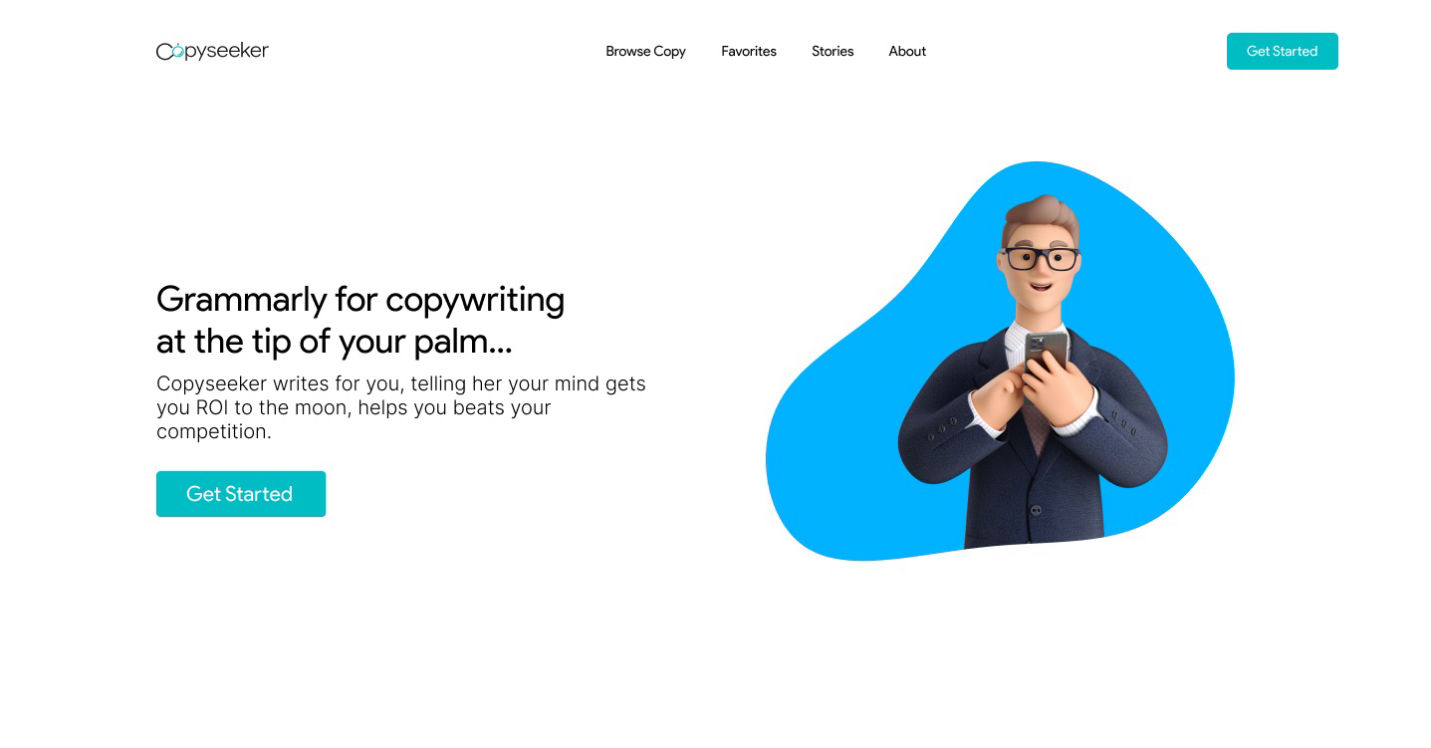 Copyseeker
Browse Copy
Favorites
Stories
About
Get Started
Grammarly for copywriting
at the tip of your palm...
Copyseeker writes for you, telling her your mind gets
you ROI to the moon, helps you beats your
competition.
Get Started